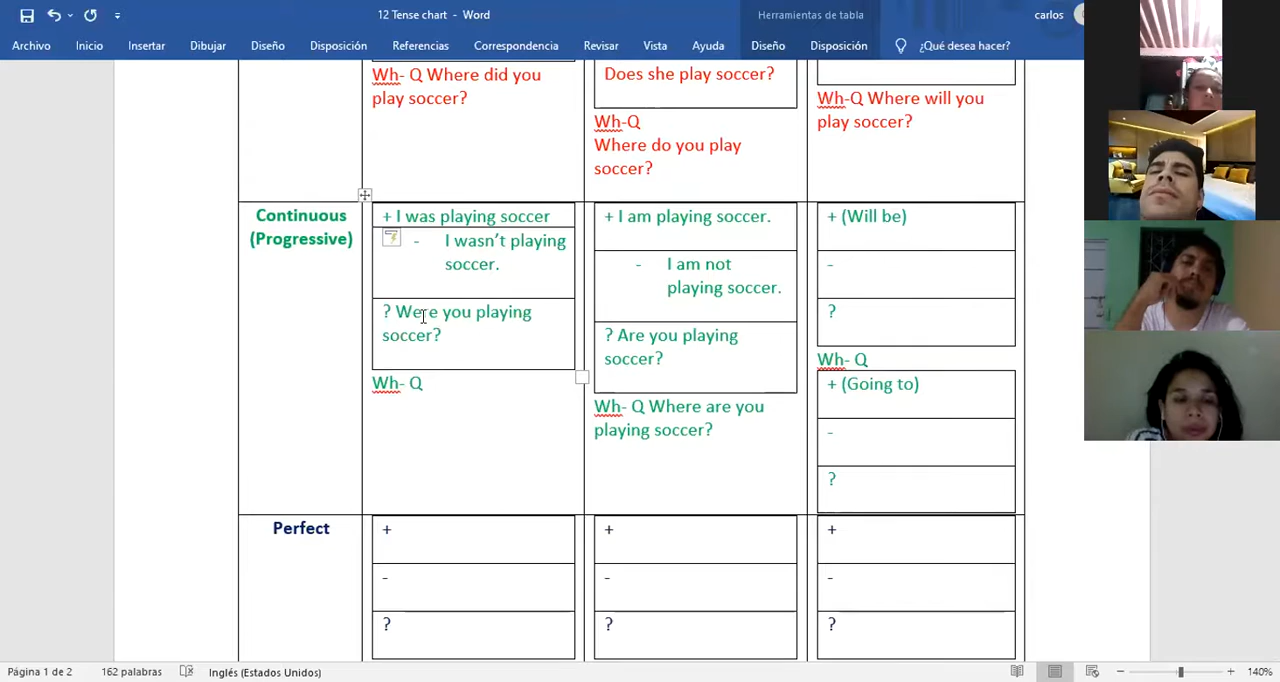 12 Tense chart - Word
Herramientas de tabla
carlos
Archivo
Inicio
Insertar
Dibujar
Diseño
Disposición
Referencias
Correspondencia
Revisar
Vista
Ayuda
Diseño
Disposición
¿Qué desea hacer?
Wh- Q Where did you
play soccer?
Does she play soccer?
Wh-Q
Where do you play
soccer?
Wh-Q Where will you
play soccer?
Continuous
(Progressive)
+ I was playing soccer
- I wasn't playing
soccer.
? Were you playing
soccer?
Wh- Q
+ I am playing soccer.
- I am not
playing soccer.
? Are you playing
soccer?
Wh- Q Where are you
playing soccer?
+ (Will be)
-
?
Wh- Q
+ (Going to)
-
?
Perfect
+
-
?
+
-
?
+
-
?
Página 1 de 2
162 palabras
Inglés (Estados Unidos)
140%